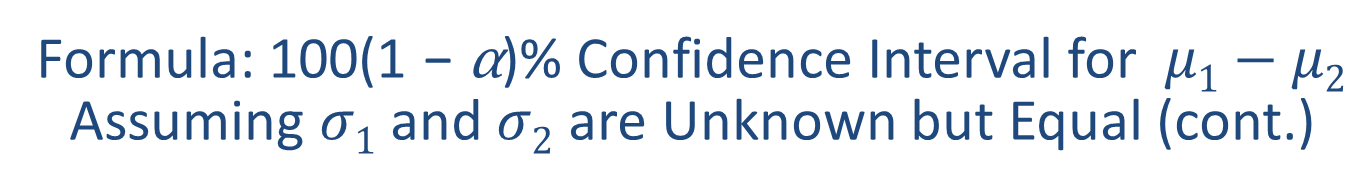 Formula: 100(1 − α)% Confidence Interval for μ₁ − μ₂
Assuming σ₁ and σ₂ are Unknown but Equal (cont.)